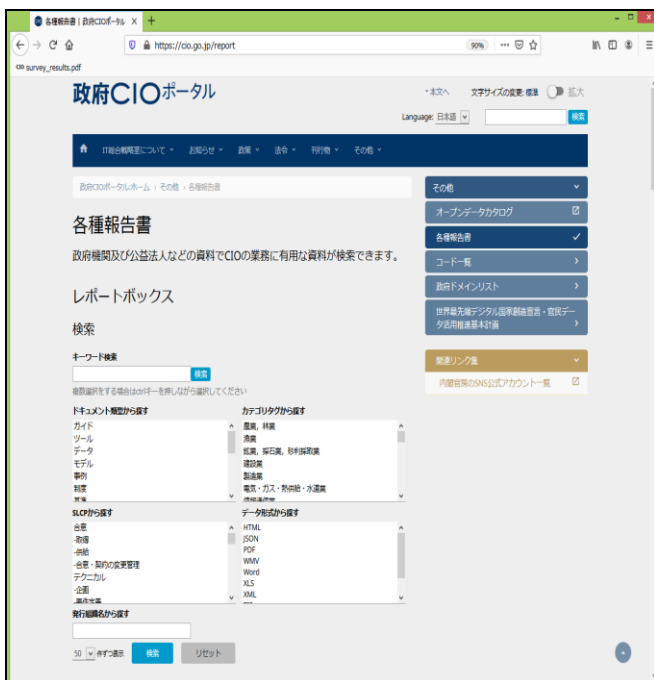 各種報告書 | 政府CIOポータル
https://cio.go.jp/report
90%
survey_results.pdf
政府CIOポータル
本文へ 文字サイズの変更: 標準 拡大
Language: 日本語 検索
IT総合戦略室について お知らせ 政策 法令 刊行物 その他
政府CIOポータルホーム › その他 › 各種報告書
各種報告書
政府機関及び公益法人などの資料でCIOの業務に有用な資料が検索できます。
レポートボックス
検索
キーワード検索
検索
複数選択をする場合はctrlキーを押しながら選択してください
ドキュメント類型から探す
ガイド
ツール
データ
モデル
事例
制度
基準
カテゴリタグから探す
農業, 林業
漁業
鉱業, 採石業, 砂利採取業
建設業
製造業
電気・ガス・熱供給・水道業
情報通信業
SLCPから探す
合意
-取得
-供給
-合意・契約の変更管理
テクニカル
-企画
-要件定義
データ形式から探す
HTML
JSON
PDF
WMV
Word
XLS
XML
発行組織名から探す
50 件ずつ表示 検索 リセット
その他
オープンデータカタログ
各種報告書
コード一覧
政府ドメインリスト
世界最先端デジタル国家創造宣言・官民デー
タ活用推進基本計画
関連リンク集
内閣官房のSNS公式アカウント一覧